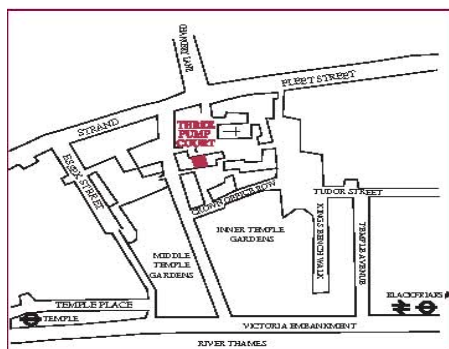 CHANCERY LANE
FLEET STREET
STRAND
THREE
PUMP
COURT
ESSEX STREET
CROWN OFFICE ROW
TUDOR STREET
INNER TEMPLE
GARDENS
KINGS BENCH WALK
TEMPLE AVENUE
MIDDLE
TEMPLE
GARDENS
TEMPLE PLACE
BLACKFRIARS
TEMPLE
VICTORIA EMBANKMENT
RIVER THAMES